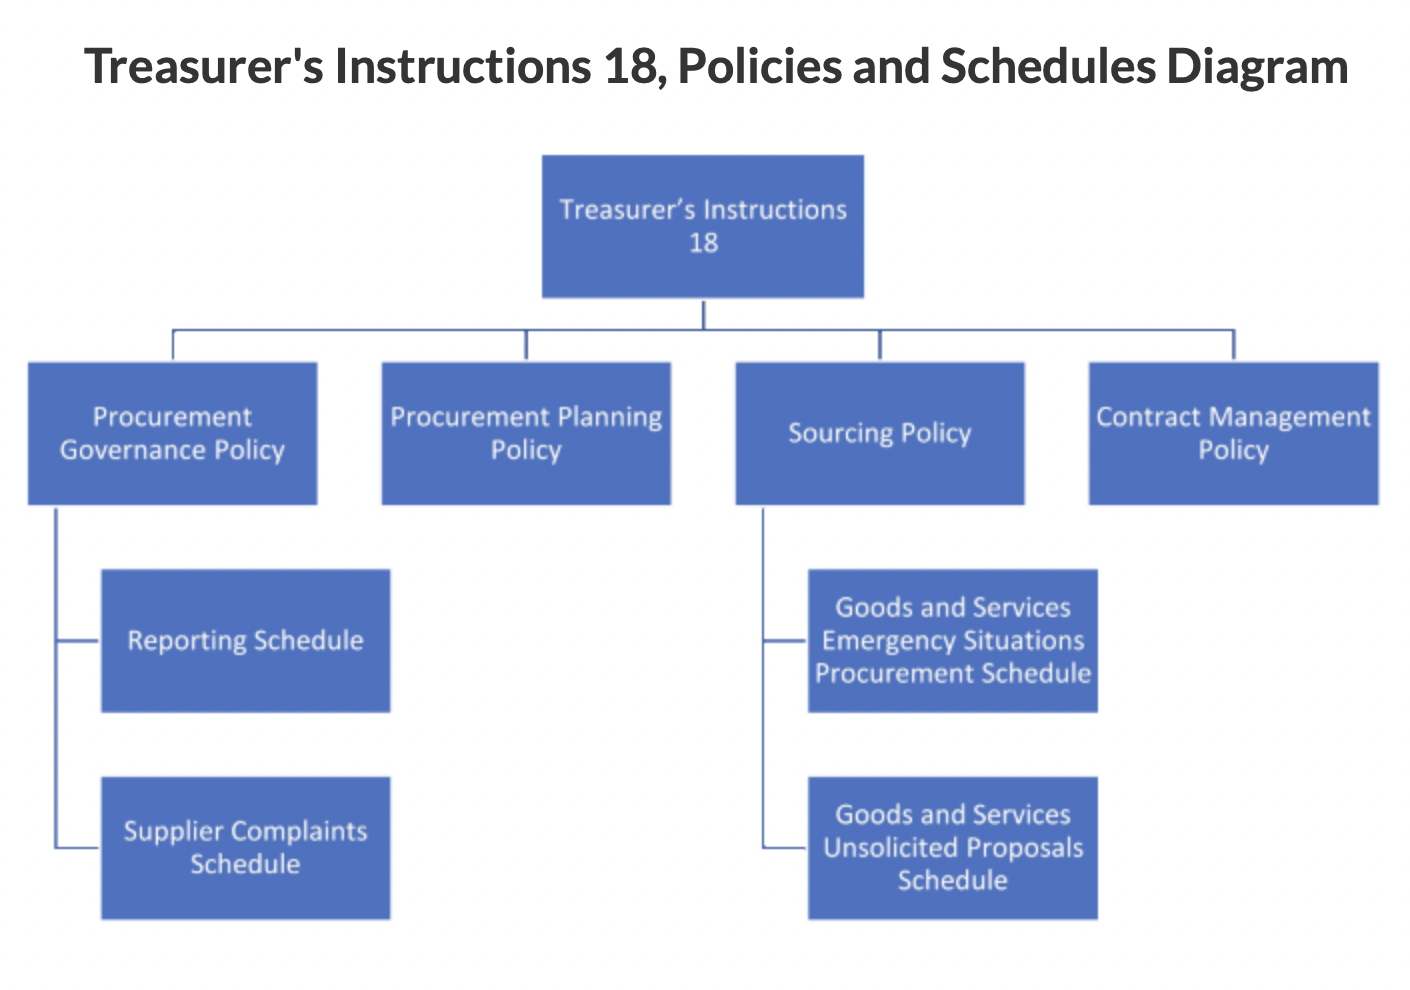 Treasurer's Instructions 18, Policies and Schedules Diagram
Treasurer’s Instructions
18
Procurement
Governance Policy
Procurement Planning
Policy
Sourcing Policy
Contract Management
Policy
Reporting Schedule
Supplier Complaints
Schedule
Goods and Services
Emergency Situations
Procurement Schedule
Goods and Services
Unsolicited Proposals
Schedule